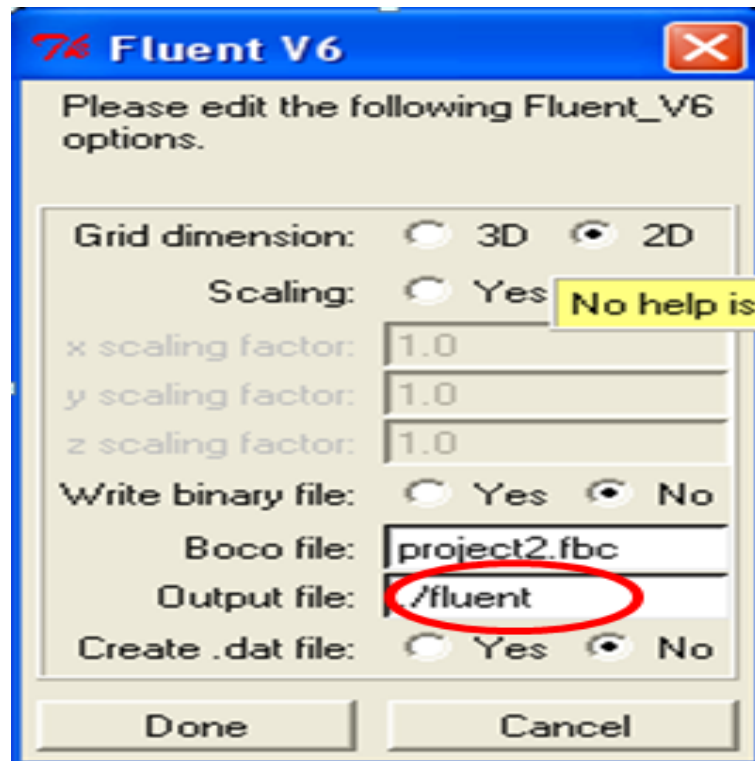 Fluent V6
Please edit the following Fluent_V6
options.
Grid dimension: 3D 2D
Scaling: Yes No help is
x scaling factor: 1.0
y scaling factor: 1.0
z scaling factor: 1.0
Write binary file: Yes No
Boco file: project2.fbc
Output file: ./fluent
Create .dat file: Yes No
Done Cancel